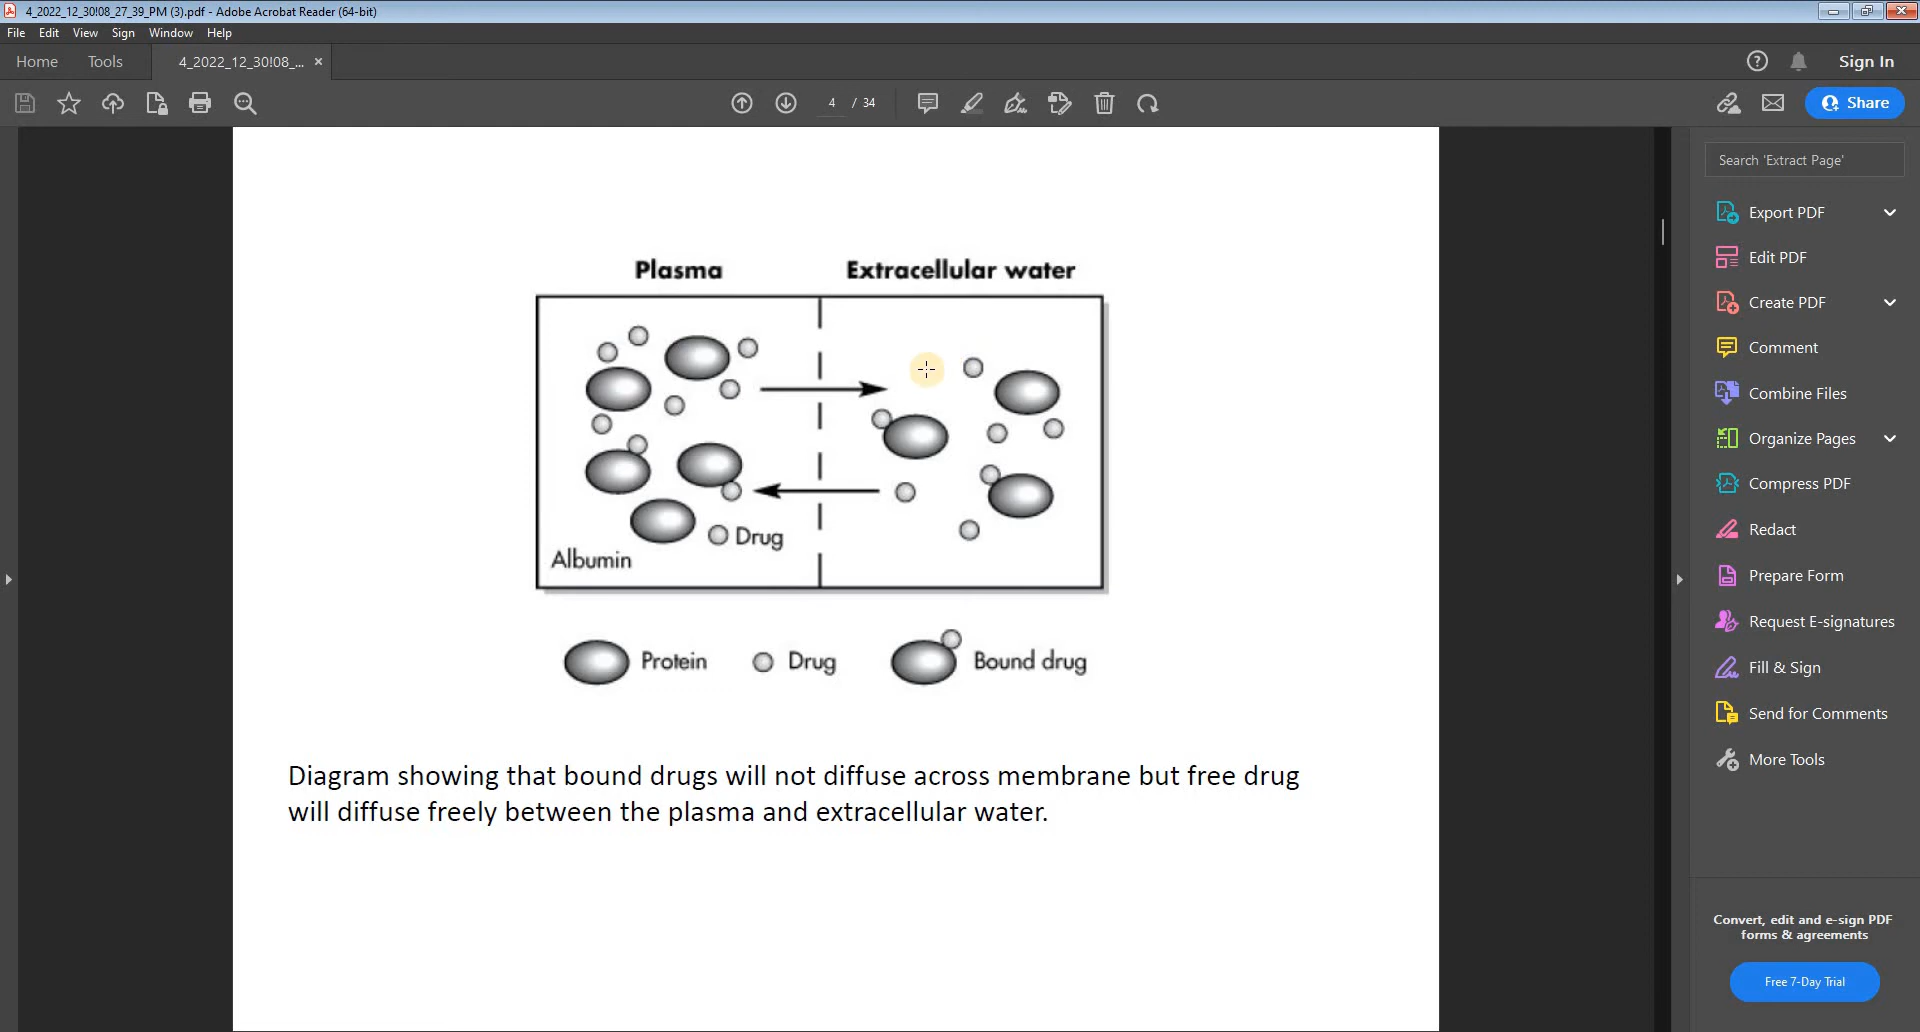 4_2022_12_30!08_27_39_PM (3).pdf - Adobe Acrobat Reader (64-bit)
File Edit View Sign Window Help
Home Tools 4_2022_12_30!08_... × Sign In
4 / 34 Share
Search 'Extract Page'
Export PDF
Edit PDF
Create PDF
Comment
Combine Files
Organize Pages
Compress PDF
Redact
Prepare Form
Request E-signatures
Fill & Sign
Send for Comments
More Tools
Convert, edit and e-sign PDF
forms & agreements
Free 7-Day Trial
Plasma Extracellular water
Drug
Albumin
Protein Drug Bound drug
Diagram showing that bound drugs will not diffuse across membrane but free drug
will diffuse freely between the plasma and extracellular water.